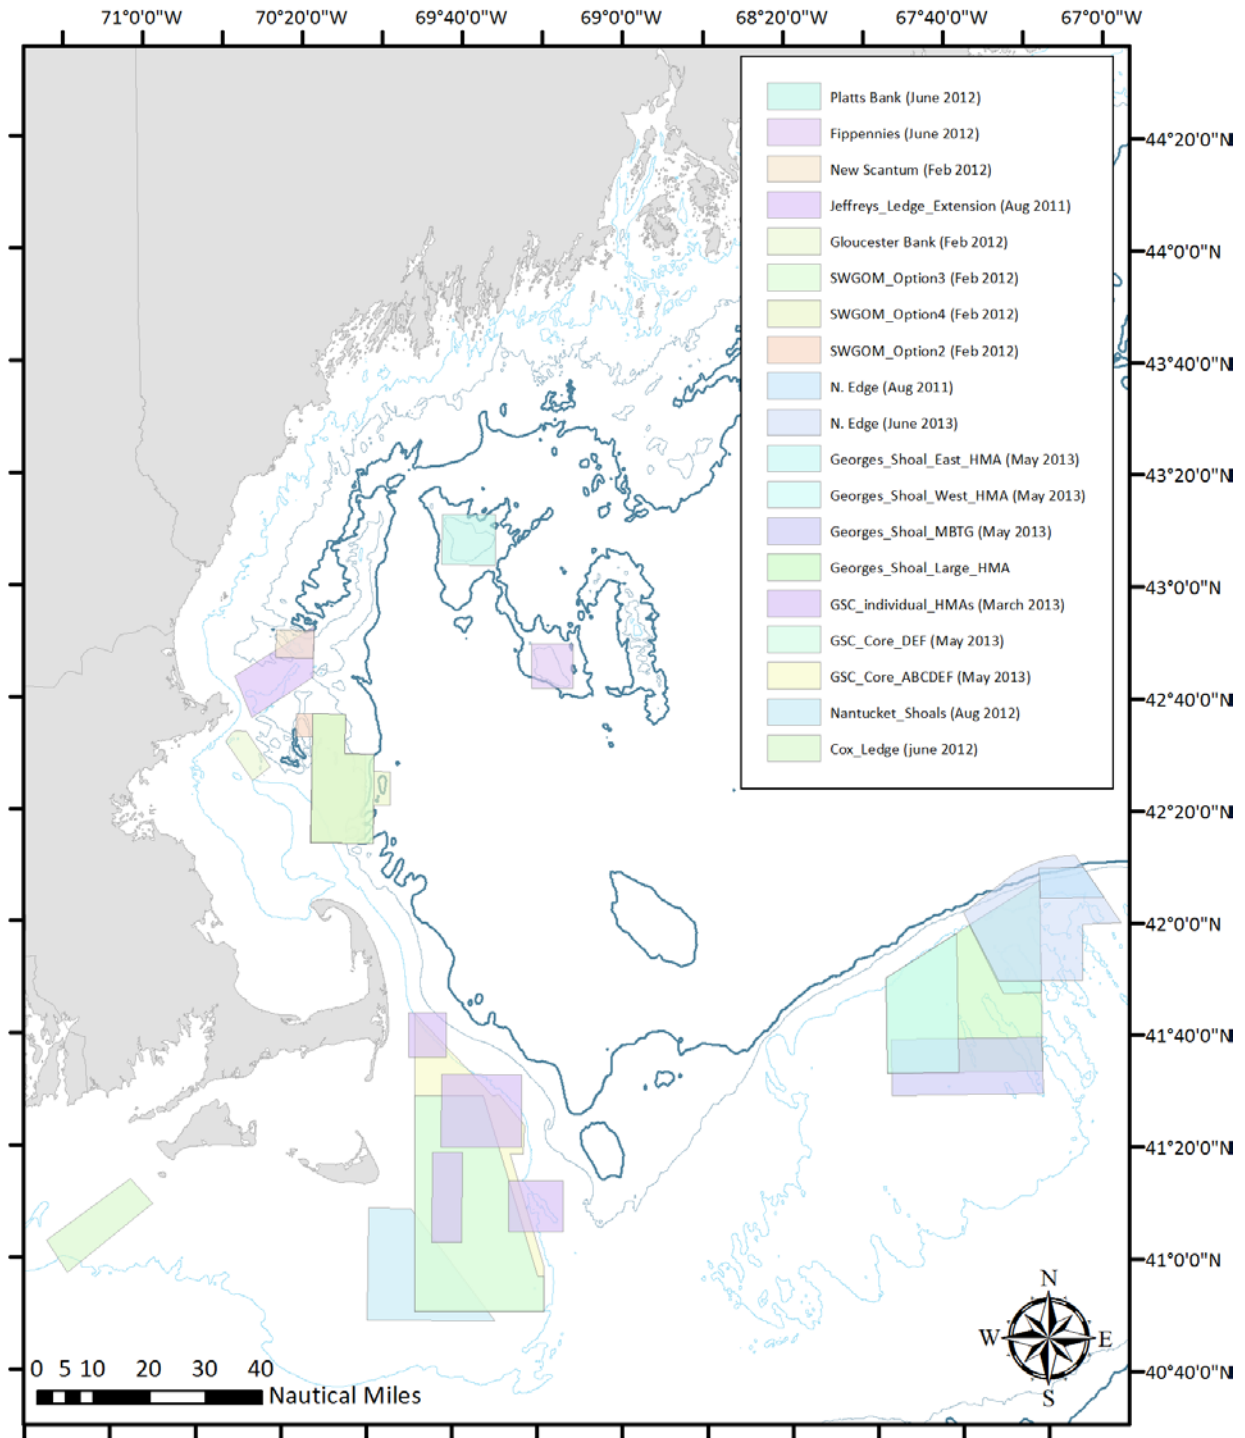 71°0'0"W 70°20'0"W 69°40'0"W 69°0'0"W 68°20'0"W 67°40'0"W 67°0'0"W
Platts Bank (June 2012)
Fippennies (June 2012)
New Scantum (Feb 2012)
Jeffreys_Ledge_Extension (Aug 2011)
Gloucester Bank (Feb 2012)
SWGOM_Option3 (Feb 2012)
SWGOM_Option4 (Feb 2012)
SWGOM_Option2 (Feb 2012)
N. Edge (Aug 2011)
N. Edge (June 2013)
Georges_Shoal_East_HMA (May 2013)
Georges_Shoal_West_HMA (May 2013)
Georges_Shoal_MBTG (May 2013)
Georges_Shoal_Large_HMA
GSC_individual_HMAs (March 2013)
GSC_Core_DEF (May 2013)
GSC_Core_ABCDEF (May 2013)
Nantucket_Shoals (Aug 2012)
Cox_Ledge (june 2012)
44°20'0"N
44°0'0"N
43°40'0"N
43°20'0"N
43°0'0"N
42°40'0"N
42°20'0"N
42°0'0"N
41°40'0"N
41°20'0"N
41°0'0"N
40°40'0"N
N
W E
S
0 5 10 20 30 40
Nautical Miles